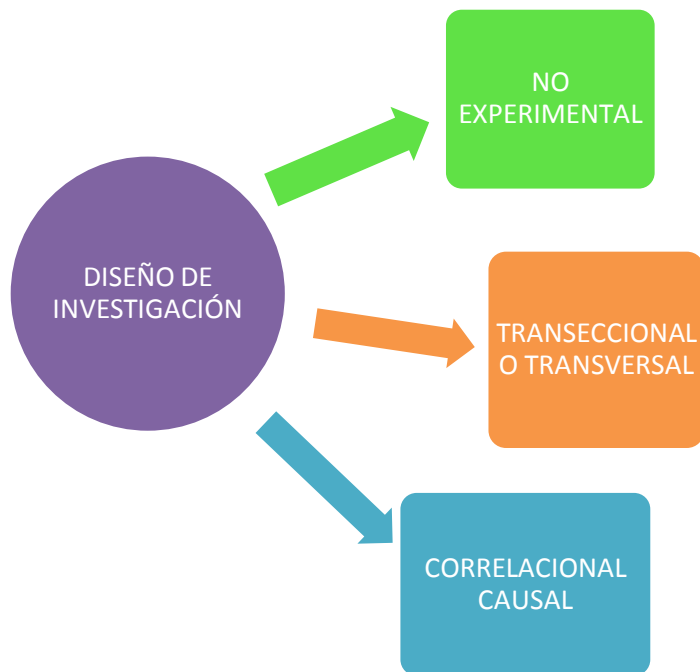 NO
EXPERIMENTAL
DISEÑO DE
INVESTIGACIÓN
TRANSECCIONAL
O TRANSVERSAL
CORRELACIONAL
CAUSAL